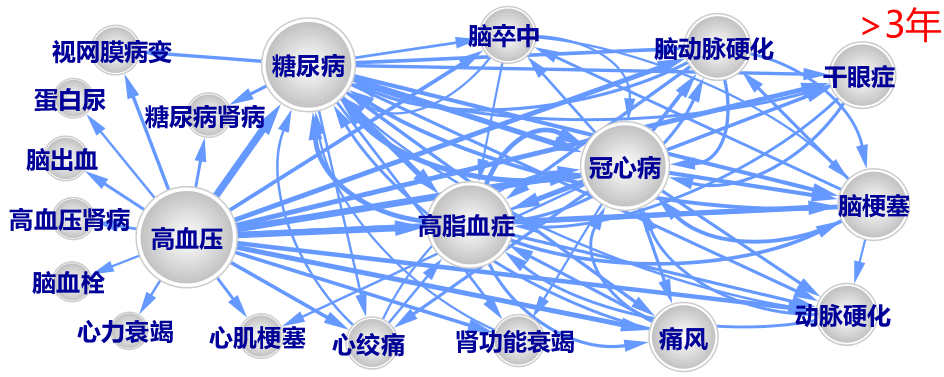 >3年
视网膜病变
糖尿病
脑卒中
脑动脉硬化
干眼症
蛋白尿
糖尿病肾病
脑出血
冠心病
高血压肾病
高血压
高脂血症
脑梗塞
脑血栓
心力衰竭
心肌梗塞
心绞痛
肾功能衰竭
痛风
动脉硬化